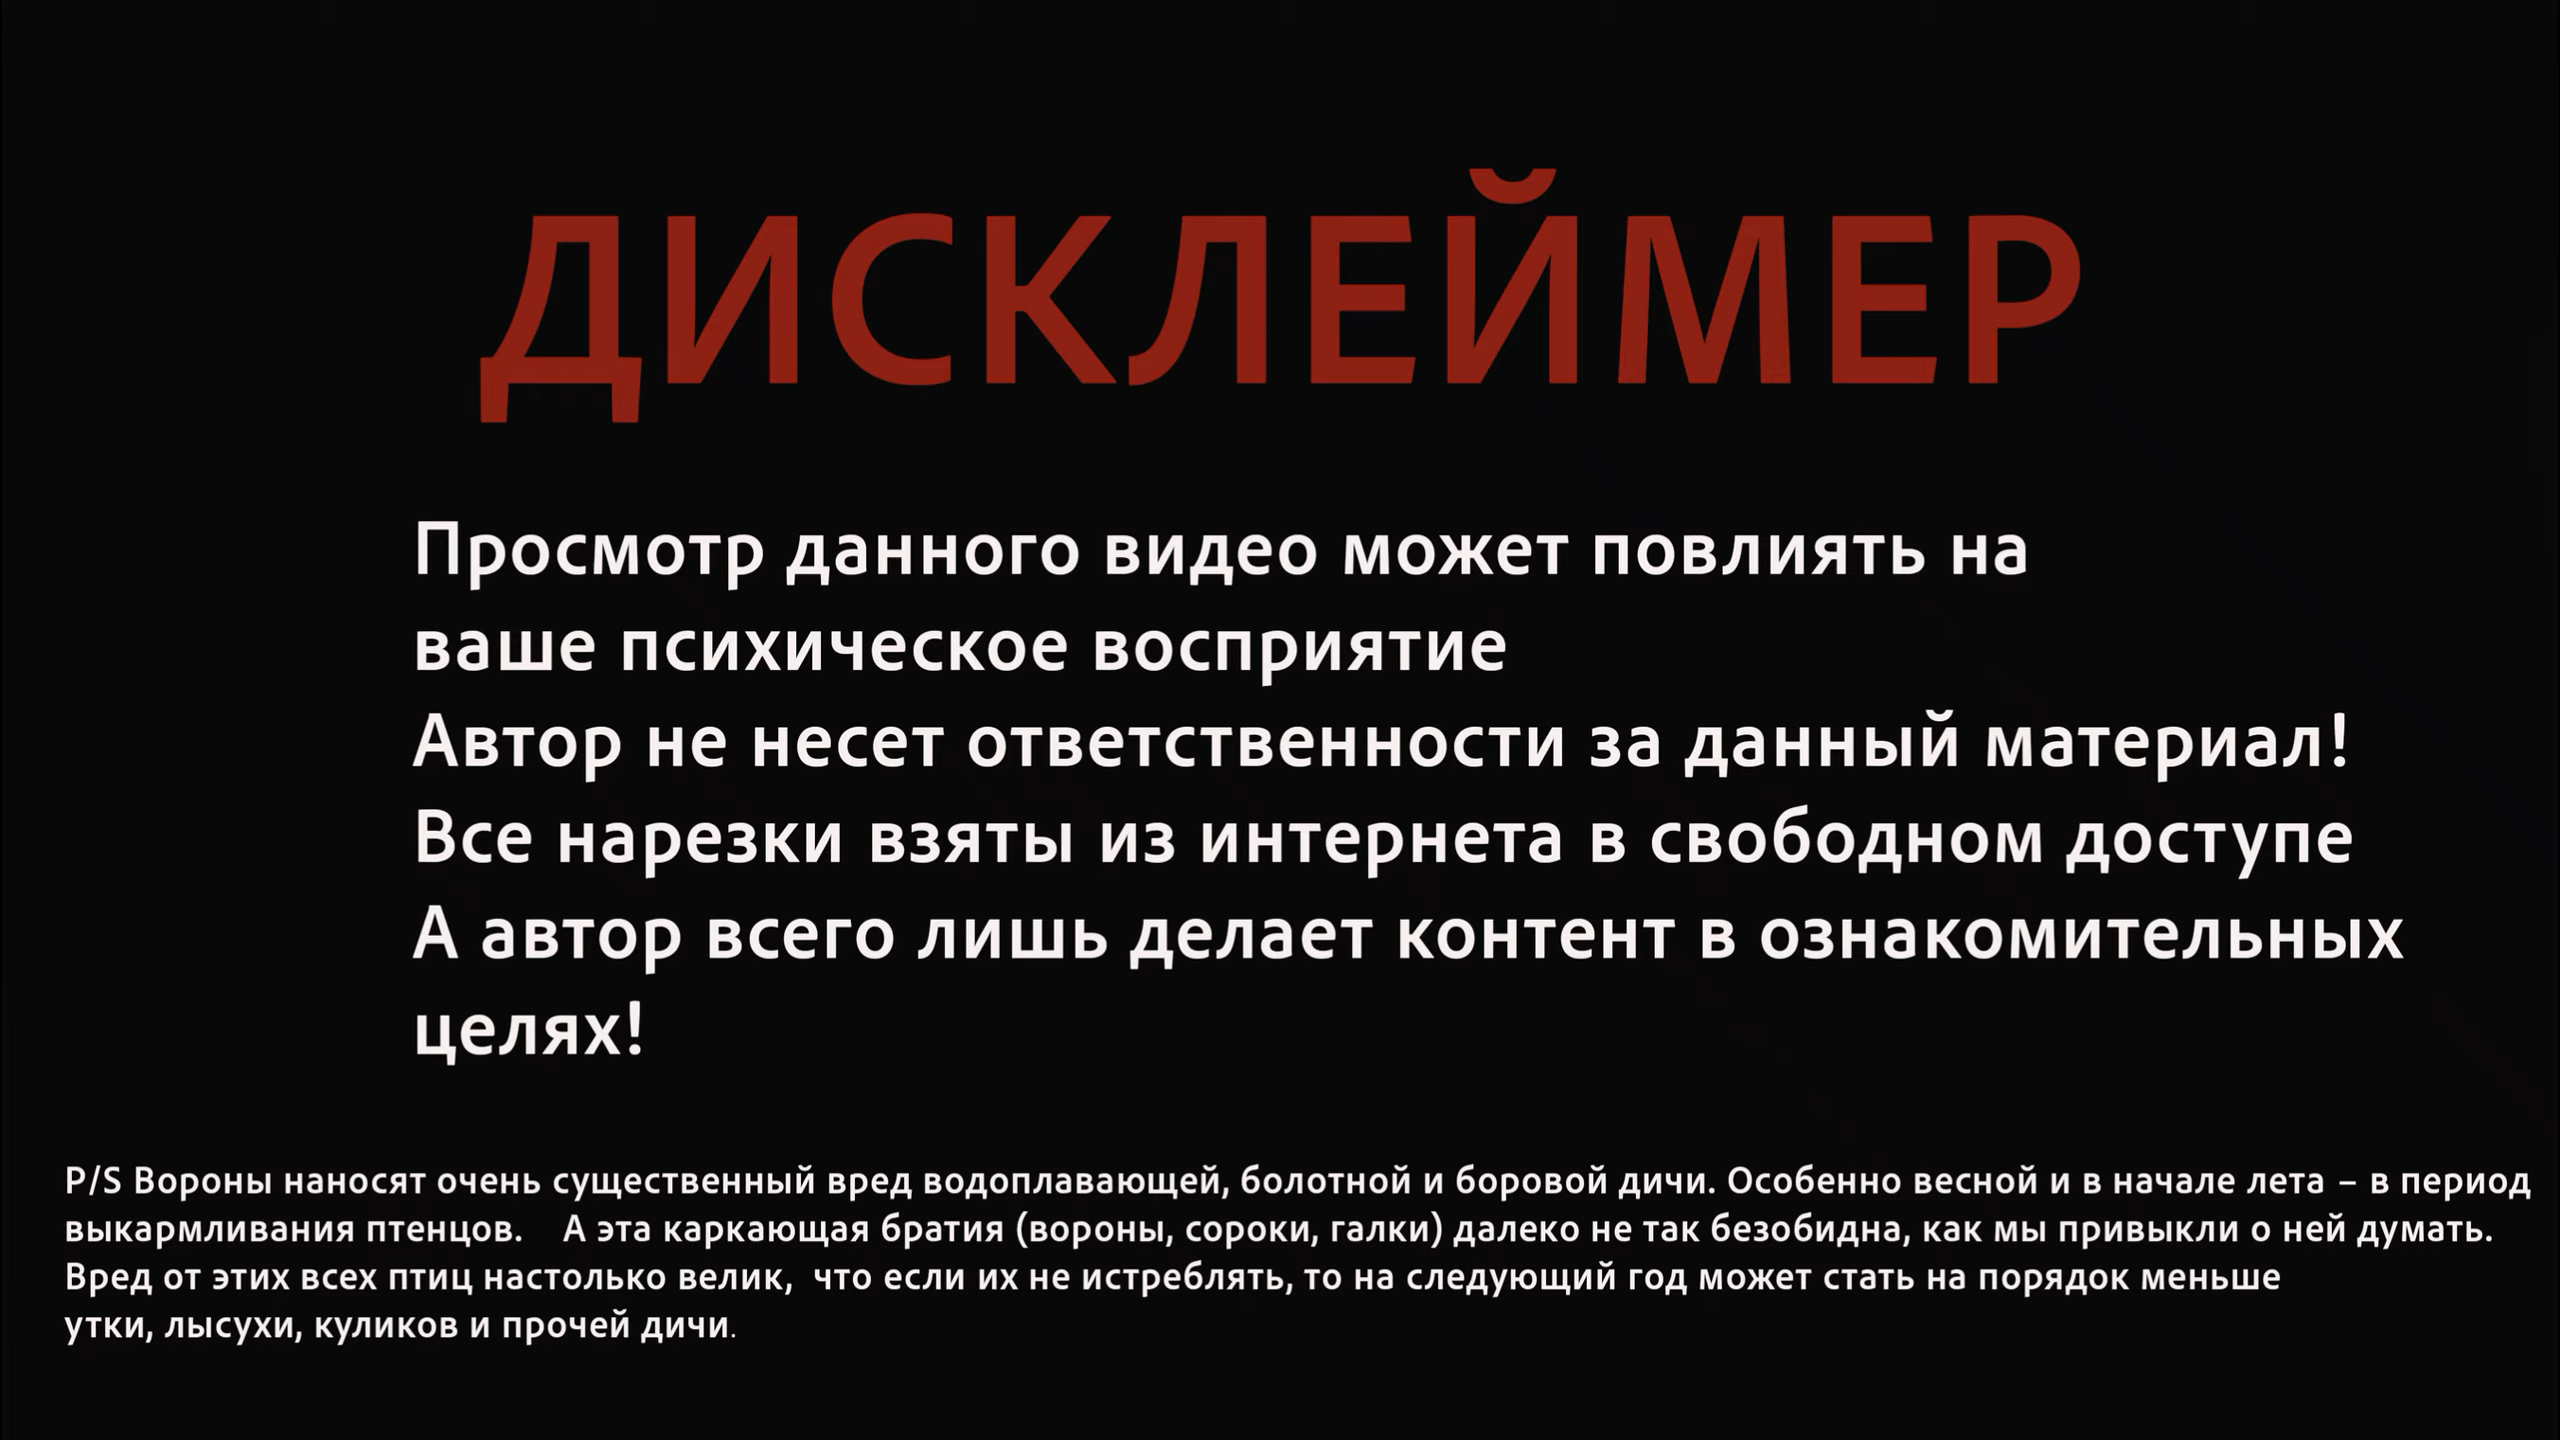 ДИСКЛЕЙМЕР
Просмотр данного видео может повлиять на
ваше психическое восприятие
Автор не несет ответственности за данный материал!
Все нарезки взяты из интернета в свободном доступе
А автор всего лишь делает контент в ознакомительных
целях!
P/S Вороны наносят очень существенный вред водоплавающей, болотной и боровой дичи. Особенно весной и в начале лета – в период
выкармливания птенцов. А эта каркающая братия (вороны, сороки, галки) далеко не так безобидна, как мы привыкли о ней думать.
Вред от этих всех птиц настолько велик, что если их не истреблять, то на следующий год может стать на порядок меньше
утки, лысухи, куликов и прочей дичи.